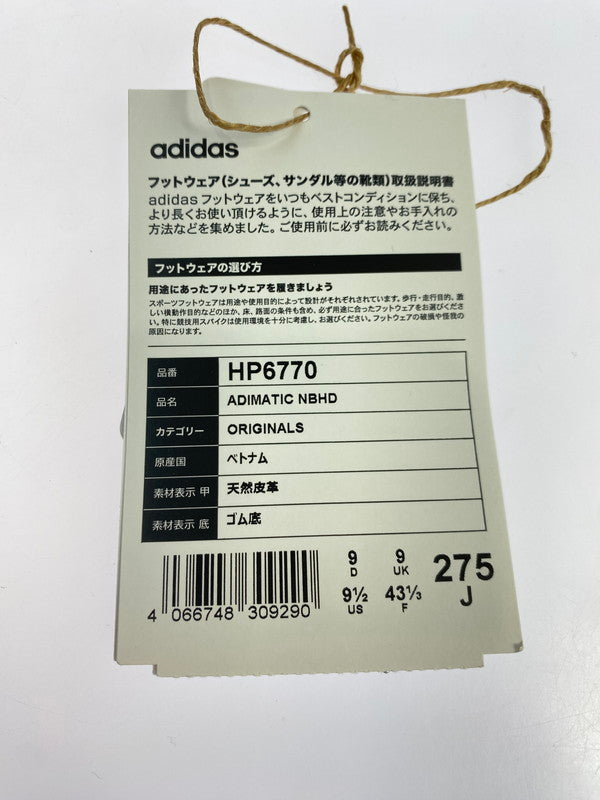 adidas
フットウェア(シューズ、サンダル等の靴類)取扱説明書
adidas フットウェアをいつもベストコンディションに保ち、
より長くお使い頂けるように、使用上の注意やお手入れの
方法などを集めました。ご使用前に必ずお読みください。
フットウェアの選び方
用途にあったフットウェアを履きましょう
スポーツフットウェアは用途や使用目的によって設計がそれぞれされています。歩行・走行目的、激
しい横動作目的などのほか、床、路面の条件も含め、必ず用途に合ったフットウェアをお選びくださ
い。特に競技用スパイクは使用環境を十分に考慮し、お選びください。フットウェアの破損や怪我の
原因になります。
品番 HP6770
品名 ADIMATIC NBHD
カテゴリー ORIGINALS
原産国 ベトナム
素材表示 甲 天然皮革
素材表示 底 ゴム底
9 9 275
D UK J
9½ 43⅓
US F
4 066748 309290